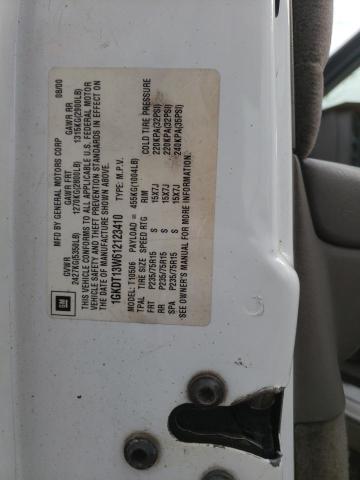 GM
MFD BY GENERAL MOTORS CORP 08/00
GVWR GAWR FRT GAWR RR
2427KG(5350LB) 1270KG(2800LB) 1315KG(2900LB)
THIS VEHICLE CONFORMS TO ALL APPLICABLE U.S. FEDERAL MOTOR
VEHICLE SAFETY AND THEFT PREVENTION STANDARDS IN EFFECT ON
THE DATE OF MANUFACTURE SHOWN ABOVE.
1GKDT13W612123410 TYPE: M.P.V.
MODEL: T10506 PAYLOAD = 455KG(1004LB)
TPAL TIRE SIZE SPEED RTG RIM COLD TIRE PRESSURE
FRT P235/75R15 S 15X7J 220KPA(32PSI)
RR P235/75R15 S 15X7J 220KPA(32PSI)
SPA P235/75R15 S 15X7J 240KPA(35PSI)
SEE OWNER'S MANUAL FOR MORE INFORMATION.